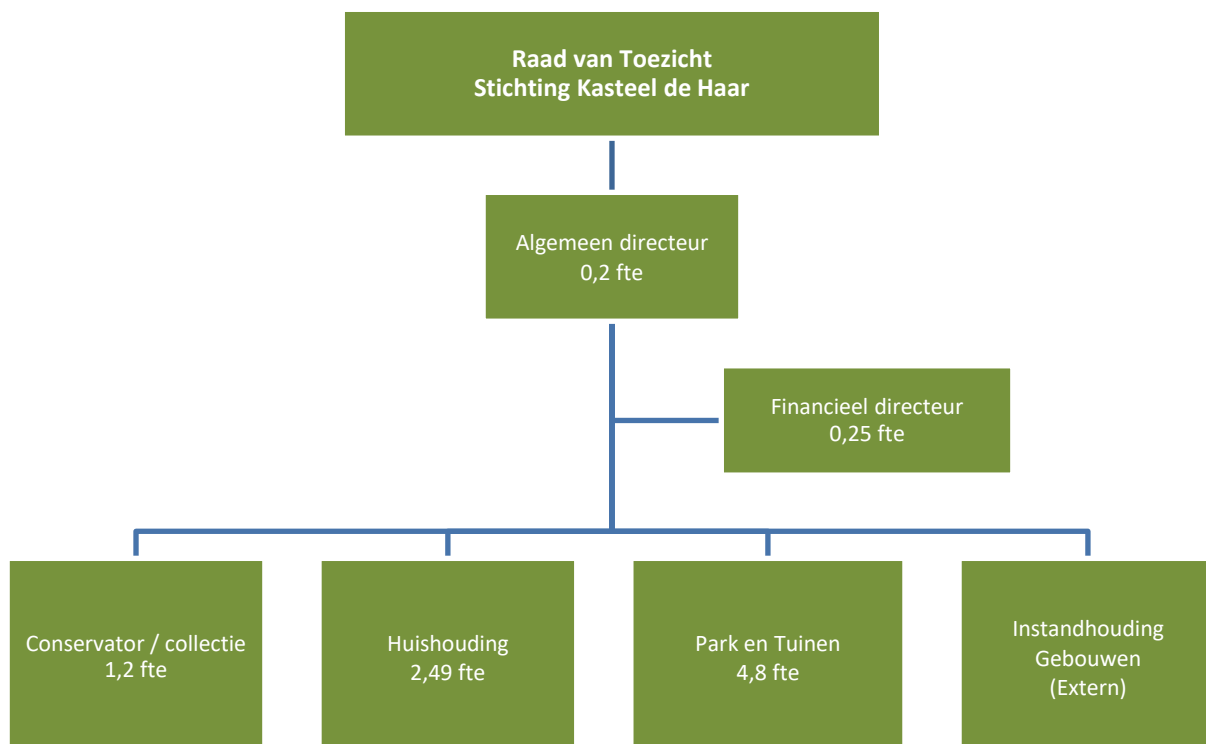 Raad van Toezicht
Stichting Kasteel de Haar
Algemeen directeur
0,2 fte
Financieel directeur
0,25 fte
Conservator / collectie
1,2 fte
Huishouding
2,49 fte
Park en Tuinen
4,8 fte
Instandhouding
Gebouwen
(Extern)